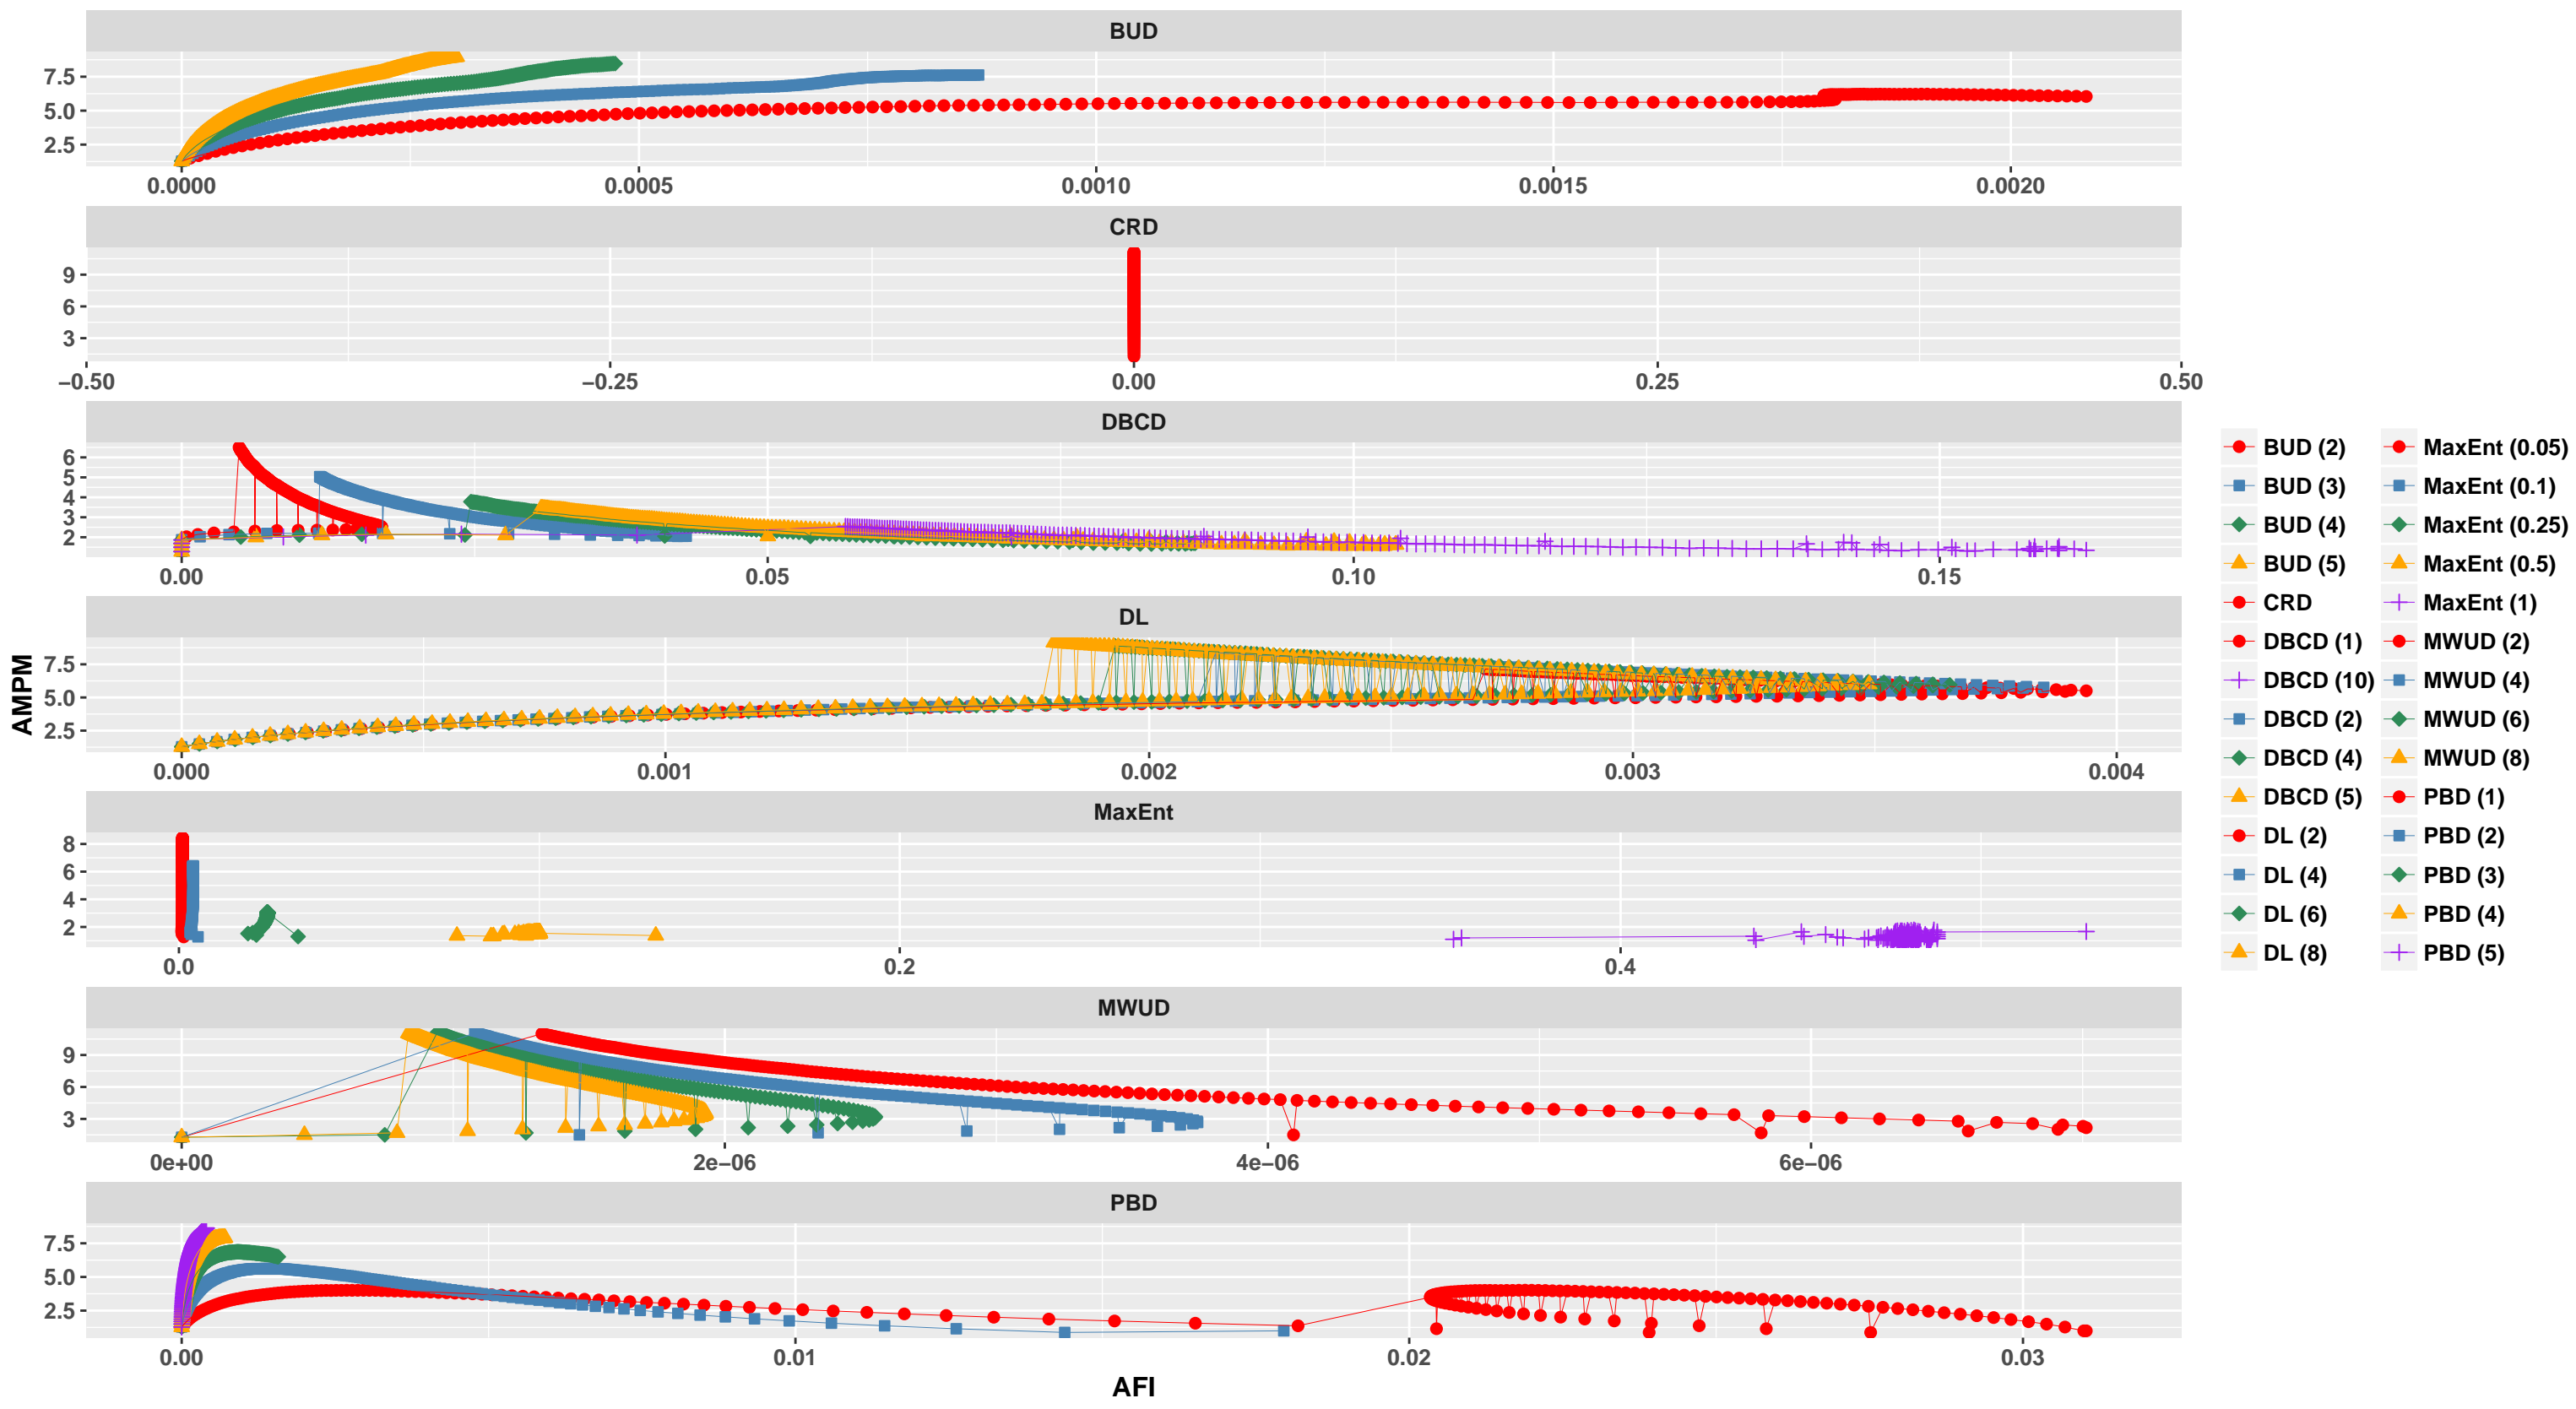 BUD
7.5
5.0
2.5
0.0000 0.0005 0.0010 0.0015 0.0020
CRD
9
6
3
−0.50 −0.25 0.00 0.25 0.50
DBCD
6
5
4
3
2
0.00 0.05 0.10 0.15
DL
7.5
5.0
2.5
0.000 0.001 0.002 0.003 0.004
MaxEnt
8
6
4
2
0.0 0.2 0.4
MWUD
9
6
3
0e+00 2e−06 4e−06 6e−06
PBD
7.5
5.0
2.5
0.00 0.01 0.02 0.03
AFI
AMPM
BUD (2) MaxEnt (0.05)
BUD (3) MaxEnt (0.1)
BUD (4) MaxEnt (0.25)
BUD (5) MaxEnt (0.5)
CRD MaxEnt (1)
DBCD (1) MWUD (2)
DBCD (10) MWUD (4)
DBCD (2) MWUD (6)
DBCD (4) MWUD (8)
DBCD (5) PBD (1)
DL (2) PBD (2)
DL (4) PBD (3)
DL (6) PBD (4)
DL (8) PBD (5)